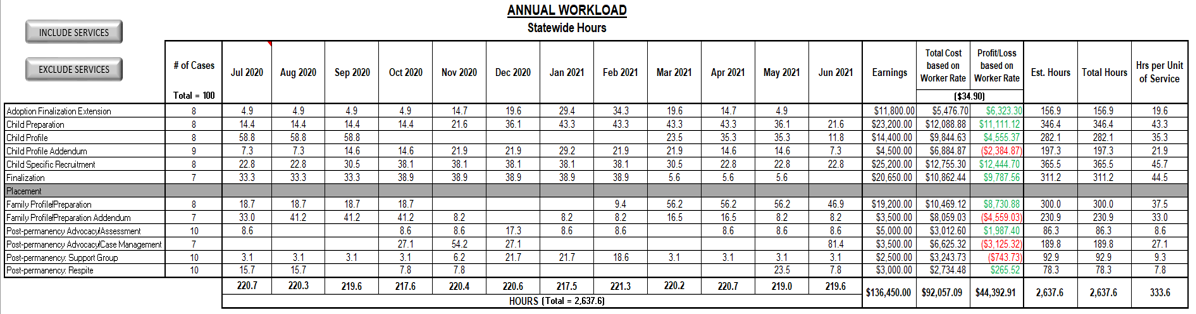 ANNUAL WORKLOAD
Statewide Hours
INCLUDE SERVICES
EXCLUDE SERVICES
# of Cases Jul 2020 Aug 2020 Sep 2020 Oct 2020 Nov 2020 Dec 2020 Jan 2021 Feb 2021 Mar 2021 Apr 2021 May 2021 Jun 2021 Earnings Total Cost based on Worker Rate Profit/Loss based on Worker Rate Est. Hours Total Hours Hrs per Unit of Service
Total = 100 ($34.90)
Adoption Finalization Extension 8 4.9 4.9 4.9 4.9 14.7 19.6 29.4 34.3 19.6 14.7 4.9 $11,800.00 $5,476.70 $6,323.30 156.9 156.9 19.6
Child Preparation 8 14.4 14.4 14.4 14.4 21.6 36.1 43.3 43.3 43.3 43.3 36.1 21.6 $23,200.00 $12,088.88 $11,111.12 346.4 346.4 43.3
Child Profile 8 58.8 58.8 58.8 23.5 35.3 35.3 11.8 $14,400.00 $9,844.63 $4,555.37 282.1 282.1 35.3
Child Profile Addendum 9 7.3 7.3 14.6 14.6 21.9 21.9 29.2 21.9 21.9 14.6 14.6 7.3 $4,500.00 $6,884.87 ($2,384.87) 197.3 197.3 21.9
Child Specific Recruitment 8 22.8 22.8 30.5 38.1 38.1 38.1 38.1 38.1 30.5 22.8 22.8 22.8 $25,200.00 $12,755.30 $12,444.70 365.5 365.5 45.7
Finalization 7 33.3 33.3 33.3 38.9 38.9 38.9 38.9 38.9 5.6 5.6 5.6 $20,650.00 $10,862.44 $9,787.56 311.2 311.2 44.5
Placement
Family Profile/Preparation 8 18.7 18.7 18.7 18.7 9.4 56.2 56.2 56.2 46.9 $19,200.00 $10,469.12 $8,730.88 300.0 300.0 37.5
Family Profile/Preparation Addendum 7 33.0 41.2 41.2 41.2 8.2 8.2 8.2 16.5 16.5 8.2 8.2 $3,500.00 $8,059.03 ($4,559.03) 230.9 230.9 33.0
Post-permanency Advocacy/Assessment 10 8.6 8.6 8.6 17.3 8.6 8.6 8.6 8.6 8.6 $5,000.00 $3,012.60 $1,987.40 86.3 86.3 8.6
Post-permanency Advocacy/Case Management 7 27.1 54.2 27.1 81.4 $3,500.00 $6,625.32 ($3,125.32) 189.8 189.8 27.1
Post-permanency: Support Group 10 3.1 3.1 3.1 3.1 6.2 21.7 21.7 18.6 3.1 3.1 3.1 3.1 $2,500.00 $3,243.73 ($743.73) 92.9 92.9 9.3
Post-permanency: Respite 10 15.7 15.7 7.8 7.8 23.5 7.8 $3,000.00 $2,734.48 $265.52 78.3 78.3 7.8
220.7 220.3 219.6 217.6 220.4 220.6 217.5 221.3 220.2 220.7 219.0 219.6 $136,450.00 $92,057.09 $44,392.91 2,637.6 2,637.6 333.6
HOURS (Total = 2,637.6)